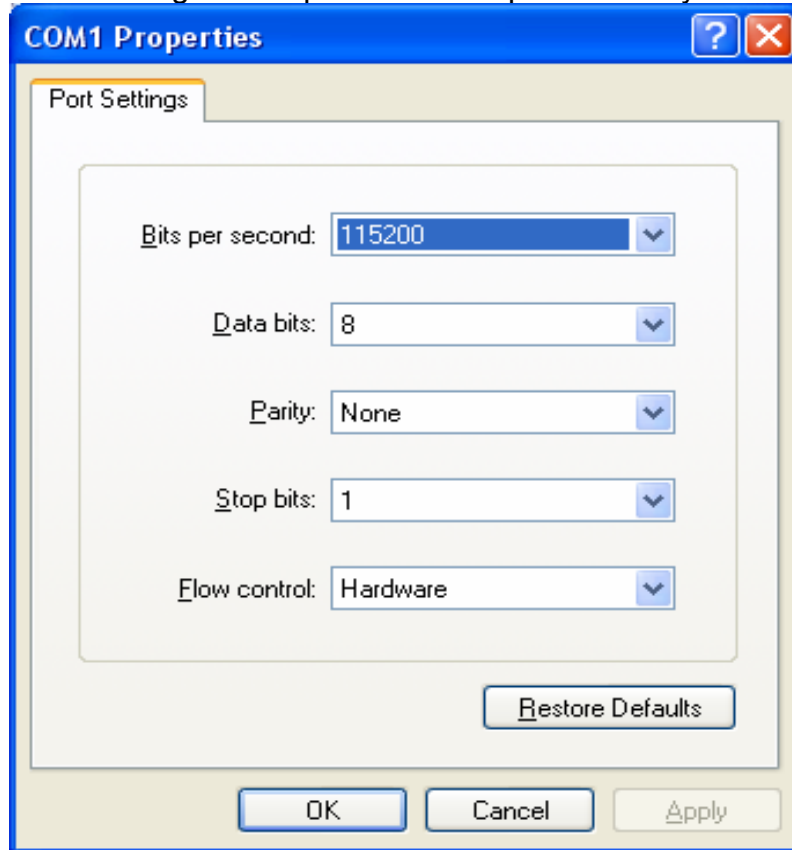 COM1 Properties
Port Settings
Bits per second: 115200
Data bits: 8
Parity: None
Stop bits: 1
Flow control: Hardware
Restore Defaults
OK Cancel Apply